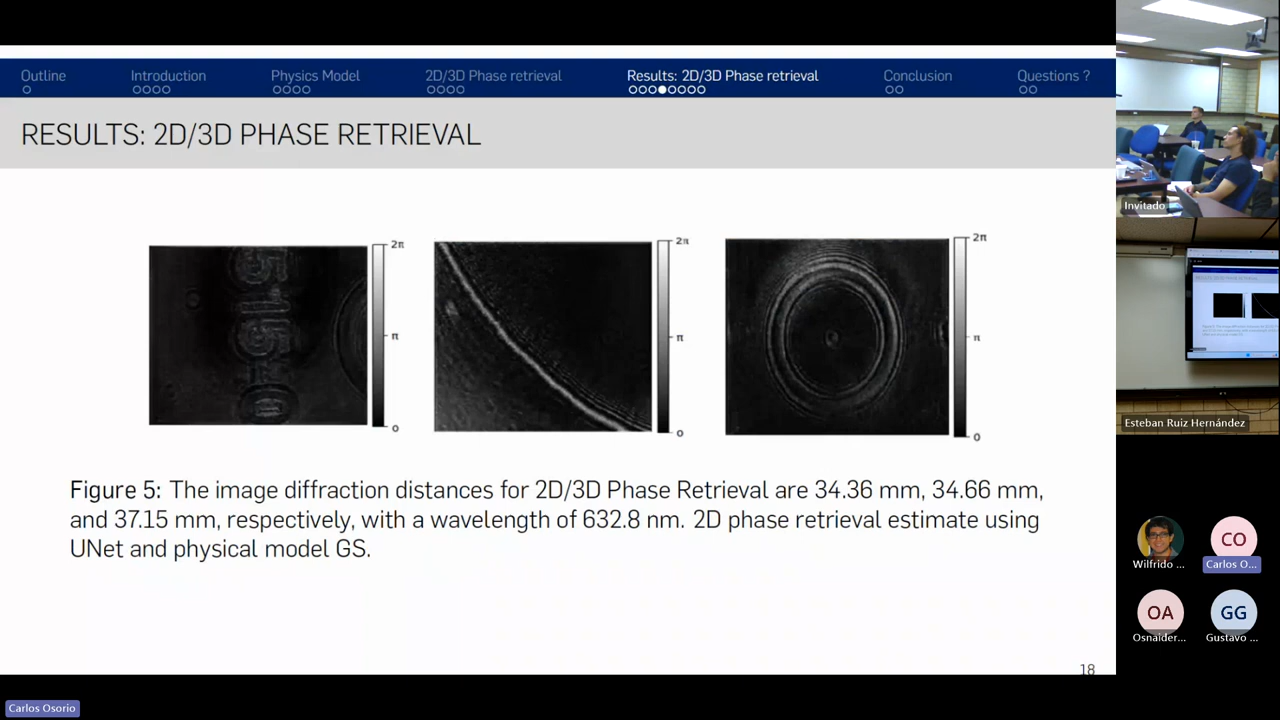 Outline
Introduction
Physics Model
2D/3D Phase retrieval
Results: 2D/3D Phase retrieval
Conclusion
Questions ?
RESULTS: 2D/3D PHASE RETRIEVAL
2π
π
0
2π
π
0
2π
π
0
Figure 5: The image diffraction distances for 2D/3D Phase Retrieval are 34.36 mm, 34.66 mm,
and 37.15 mm, respectively, with a wavelength of 632.8 nm. 2D phase retrieval estimate using
UNet and physical model GS.
18
Carlos Osorio
Invitado
Esteban Ruiz Hernández
Wilfrido ...
CO
Carlos O...
OA
Osnaider...
GG
Gustavo ...